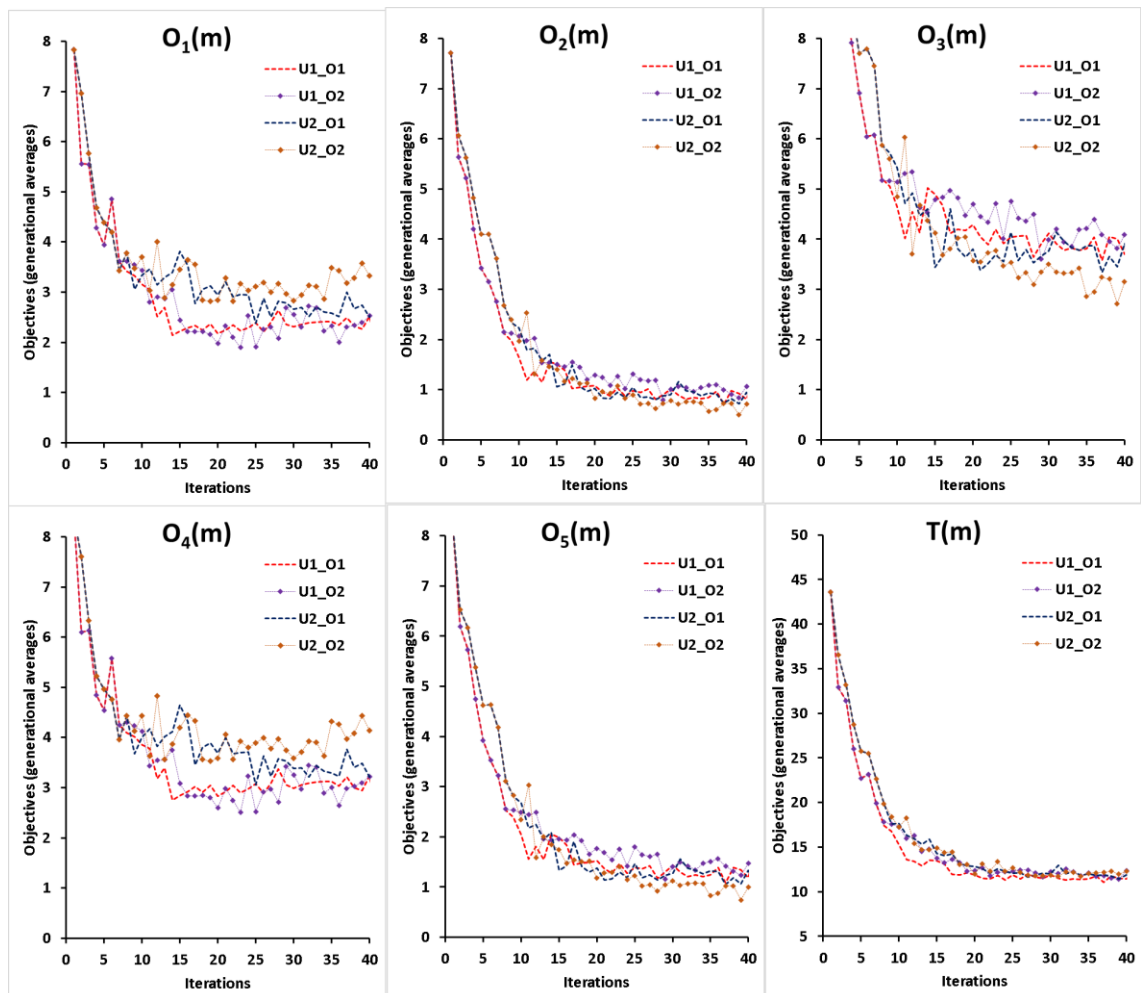 O₁(m)
Objectives (generational averages)
8
7
6
5
4
3
2
1
0
U1_O1
U1_O2
U2_O1
U2_O2
0 5 10 15 20 25 30 35 40
Iterations
O₂(m)
Objectives (generational averages)
8
7
6
5
4
3
2
1
0
U1_O1
U1_O2
U2_O1
U2_O2
0 5 10 15 20 25 30 35 40
Iterations
O₃(m)
Objectives (generational averages)
8
7
6
5
4
3
2
1
0
U1_O1
U1_O2
U2_O1
U2_O2
0 5 10 15 20 25 30 35 40
Iterations
O₄(m)
Objectives (generational averages)
8
7
6
5
4
3
2
1
0
U1_O1
U1_O2
U2_O1
U2_O2
0 5 10 15 20 25 30 35 40
Iterations
O₅(m)
Objectives (generational averages)
8
7
6
5
4
3
2
1
0
U1_O1
U1_O2
U2_O1
U2_O2
0 5 10 15 20 25 30 35 40
Iterations
T(m)
Objectives (generational averages)
50
45
40
35
30
25
20
15
10
5
U1_O1
U1_O2
U2_O1
U2_O2
0 5 10 15 20 25 30 35 40
Iterations